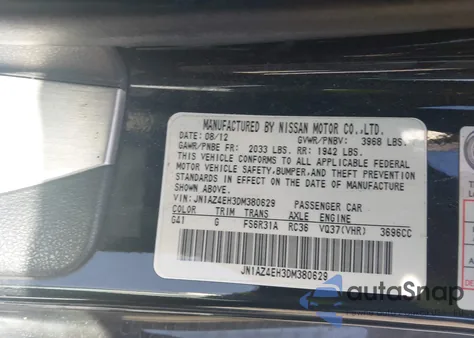 MANUFACTURED BY NISSAN MOTOR CO.,LTD.
DATE: 08/12 GVWR/PNBV: 3968 LBS.
GAWR/PNBE FR: 2033 LBS. RR: 1942 LBS.
THIS VEHICLE CONFORMS TO ALL APPLICABLE FEDERAL
MOTOR VEHICLE SAFETY,BUMPER,AND THEFT PREVENTION
STANDARDS IN EFFECT ON THE DATE OF MANUFACTURE
SHOWN ABOVE.
VIN: JN1AZ4EH3DM380629 PASSENGER CAR
COLOR TRIM TRANS AXLE ENGINE
G41 G FS6R31A RC36 VQ37(VHR) 3696CC
JN1AZ4EH3DM380629
autoSnap